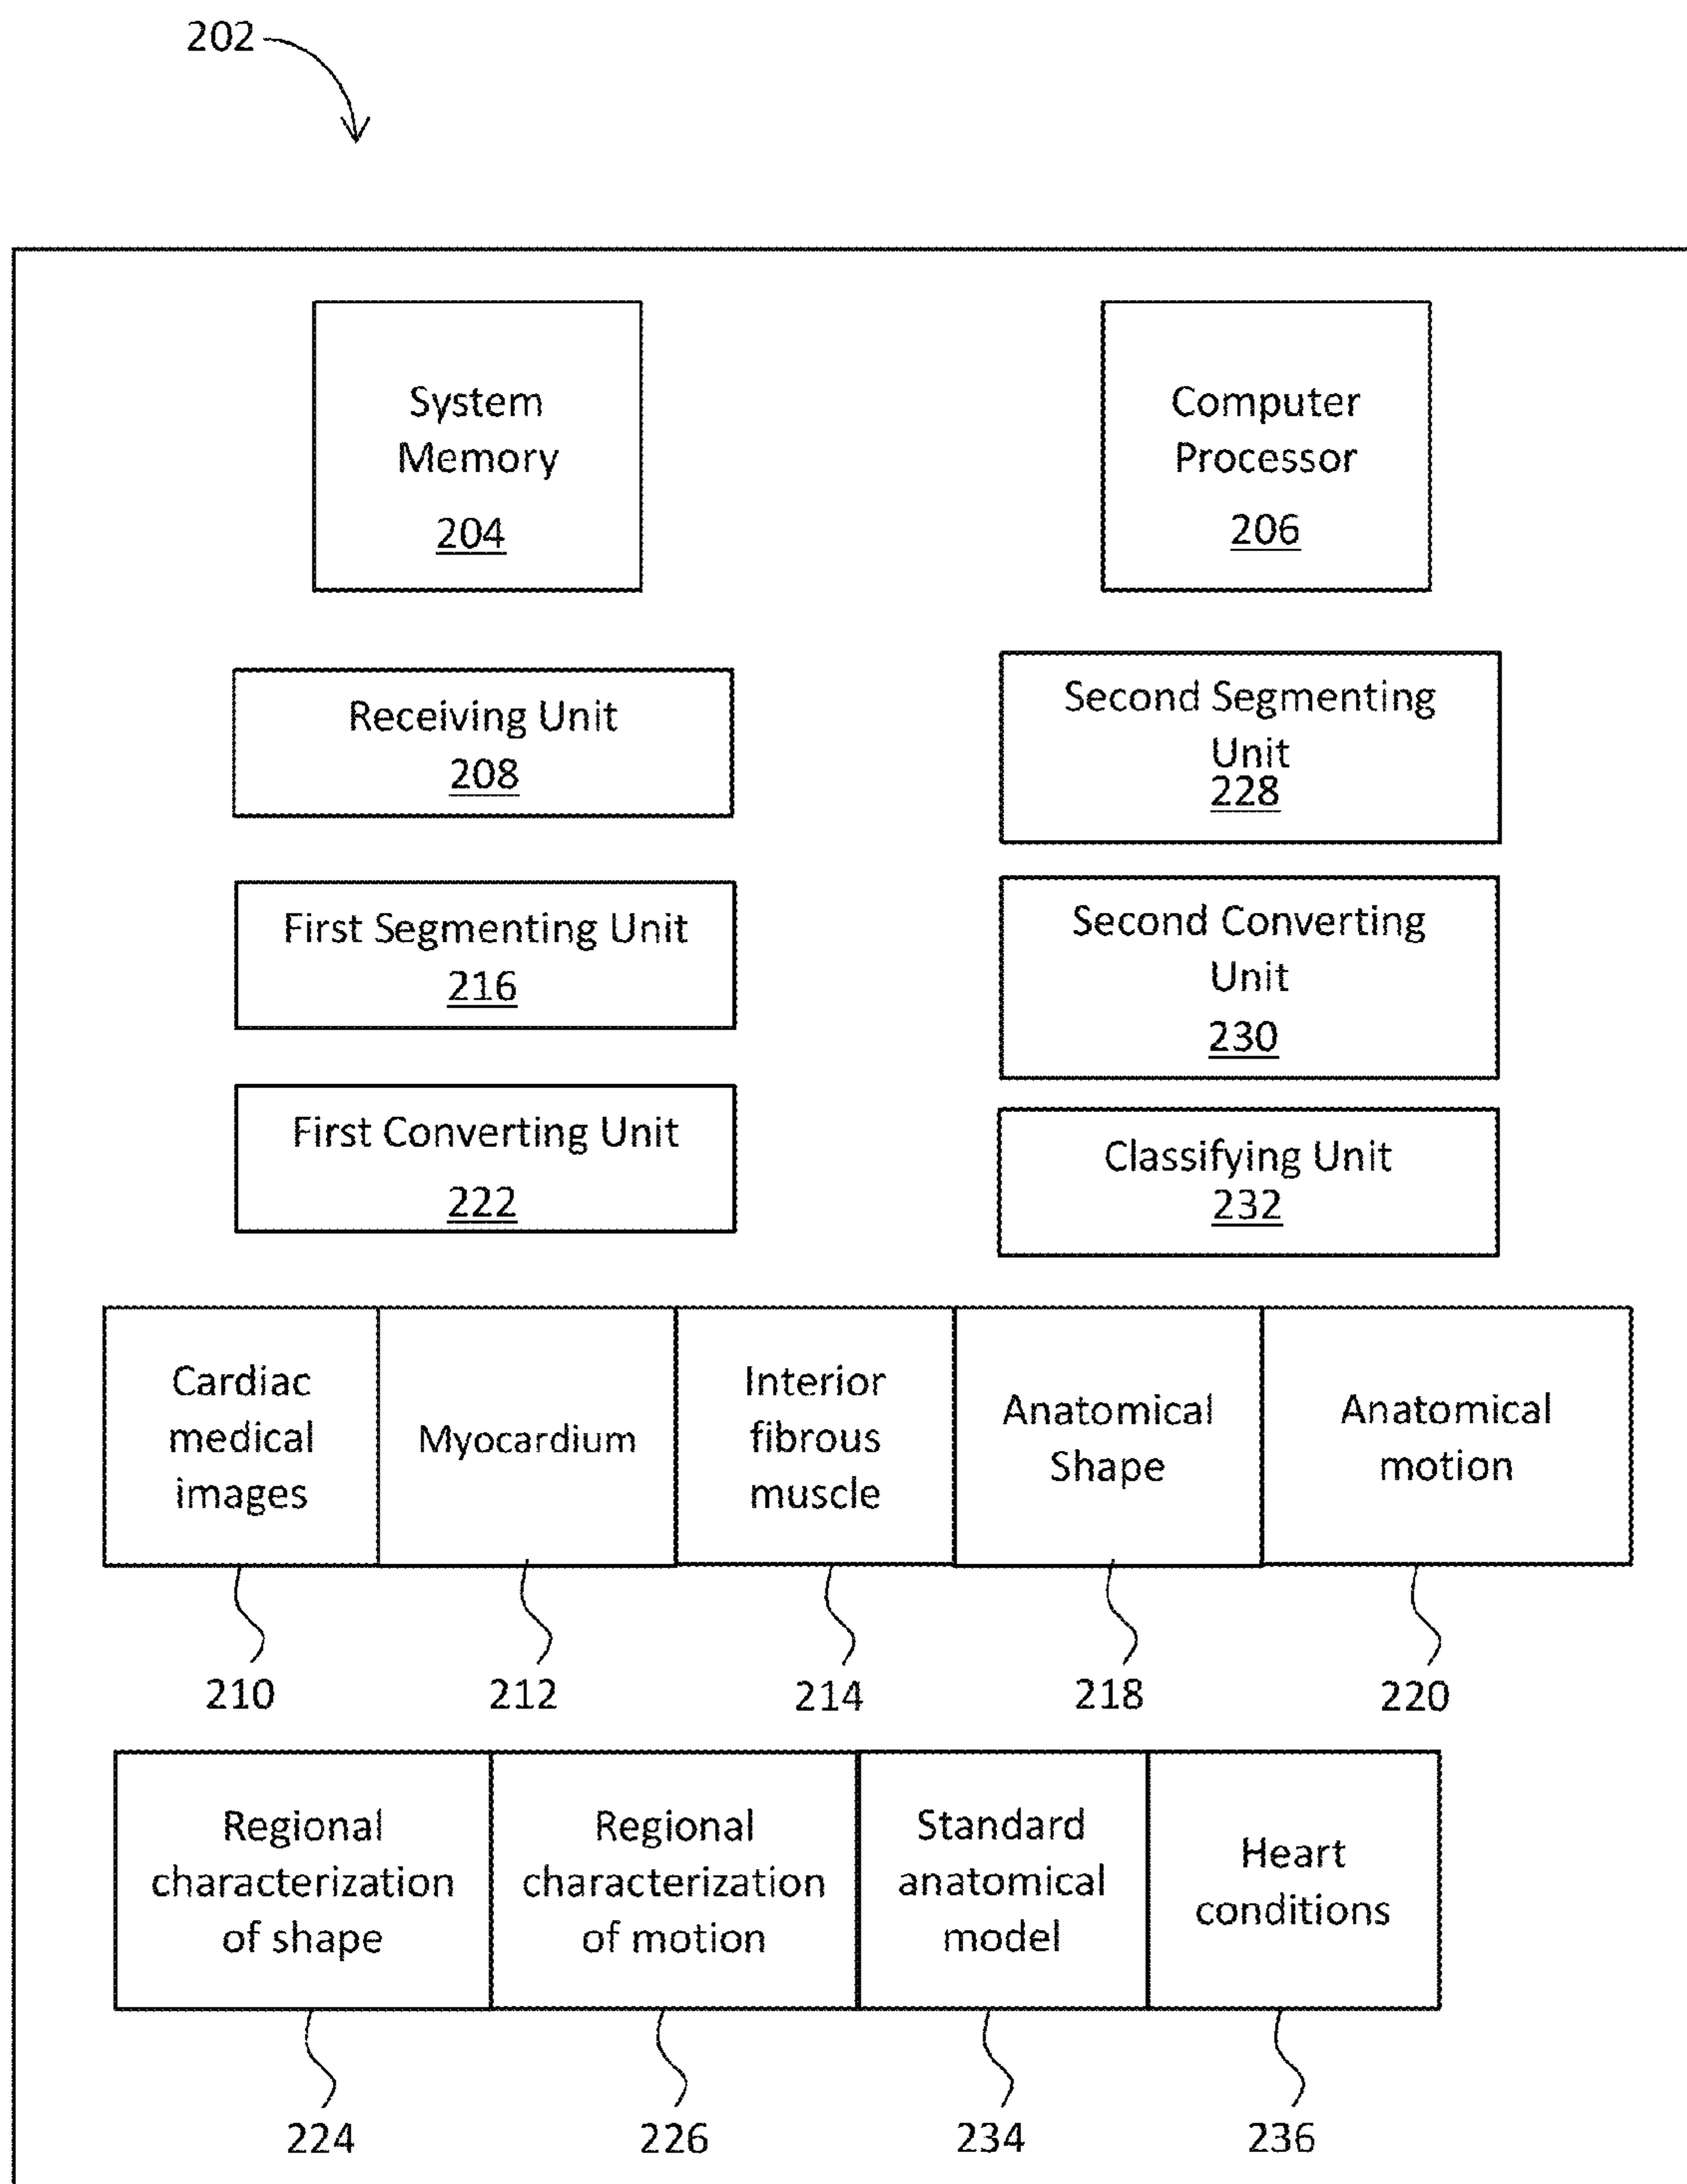 202
System
Memory
204
Computer
Processor
206
Receiving Unit
208
Second Segmenting
Unit
228
First Segmenting Unit
216
Second Converting
Unit
230
First Converting Unit
222
Classifying Unit
232
Cardiac
medical
images
Myocardium
Interior
fibrous
muscle
Anatomical
Shape
Anatomical
motion
210
212
214
218
220
Regional
characterization
of shape
Regional
characterization
of motion
Standard
anatomical
model
Heart
conditions
224
226
234
236